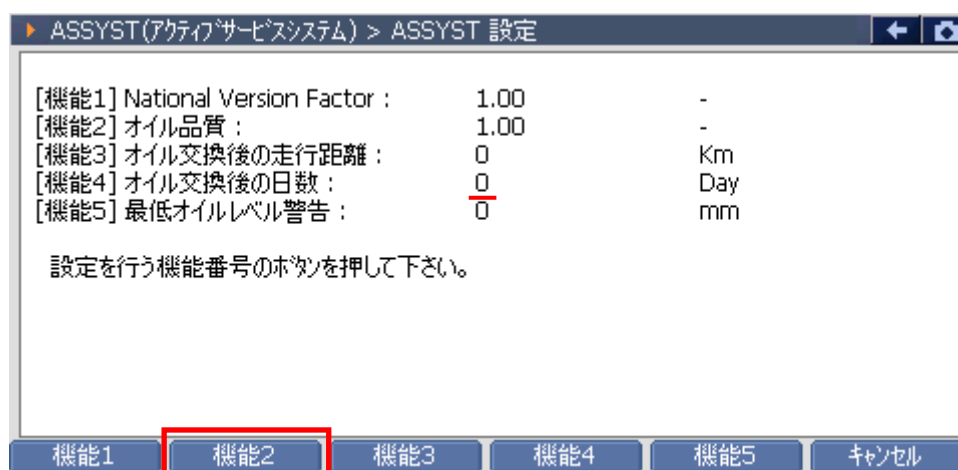 ASSYST(アクティブサービスシステム) > ASSYST 設定
[機能1] National Version Factor : 1.00 -
[機能2] オイル品質 : 1.00 -
[機能3] オイル交換後の走行距離 : 0 Km
[機能4] オイル交換後の日数 : 0 Day
[機能5] 最低オイルレベル警告 : 0 mm
設定を行う機能番号のボタンを押して下さい。
機能1 機能2 機能3 機能4 機能5 キャンセル